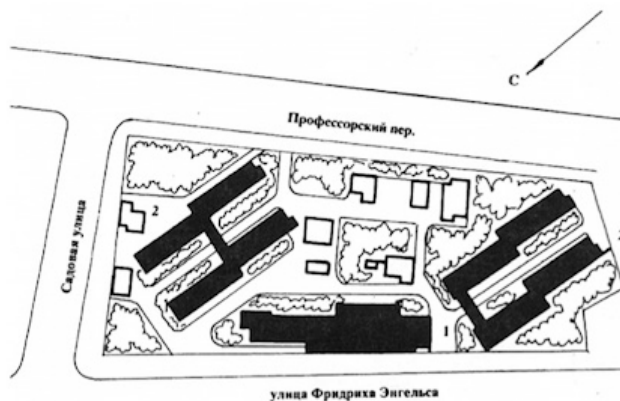 С
Профессорский пер.
Садовая улица
2
1
улица Фридриха Энгельса